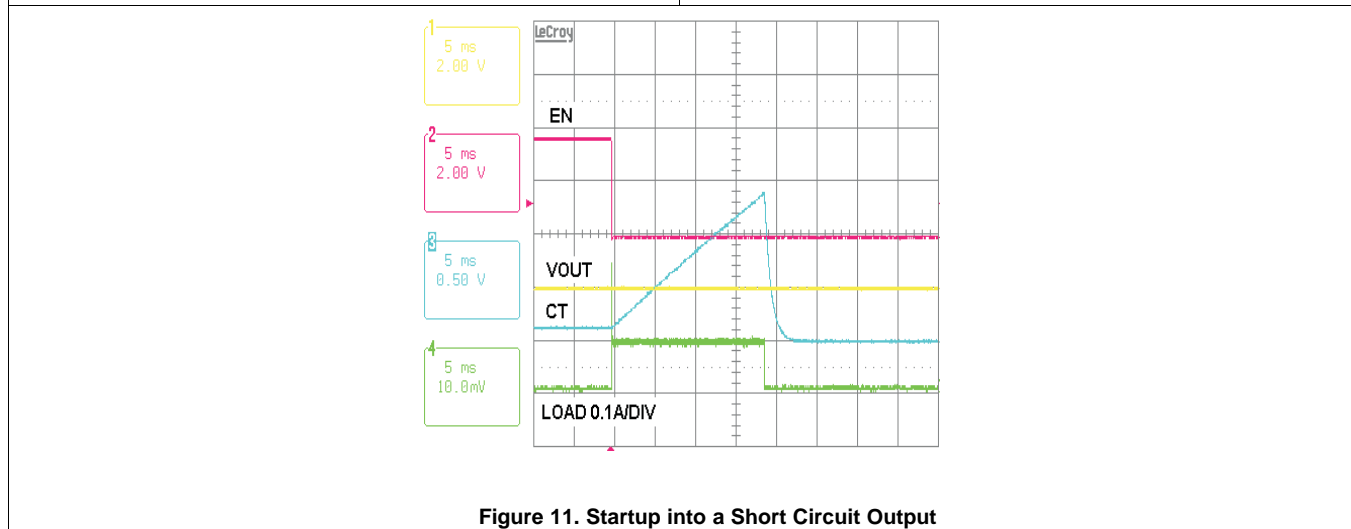 1
5 ms
2.00 V
LeCroy
EN
2
5 ms
2.00 V
3
5 ms
0.50 V
VOUT
CT
4
5 ms
10.0mV
LOAD 0.1A/DIV
Figure 11. Startup into a Short Circuit Output